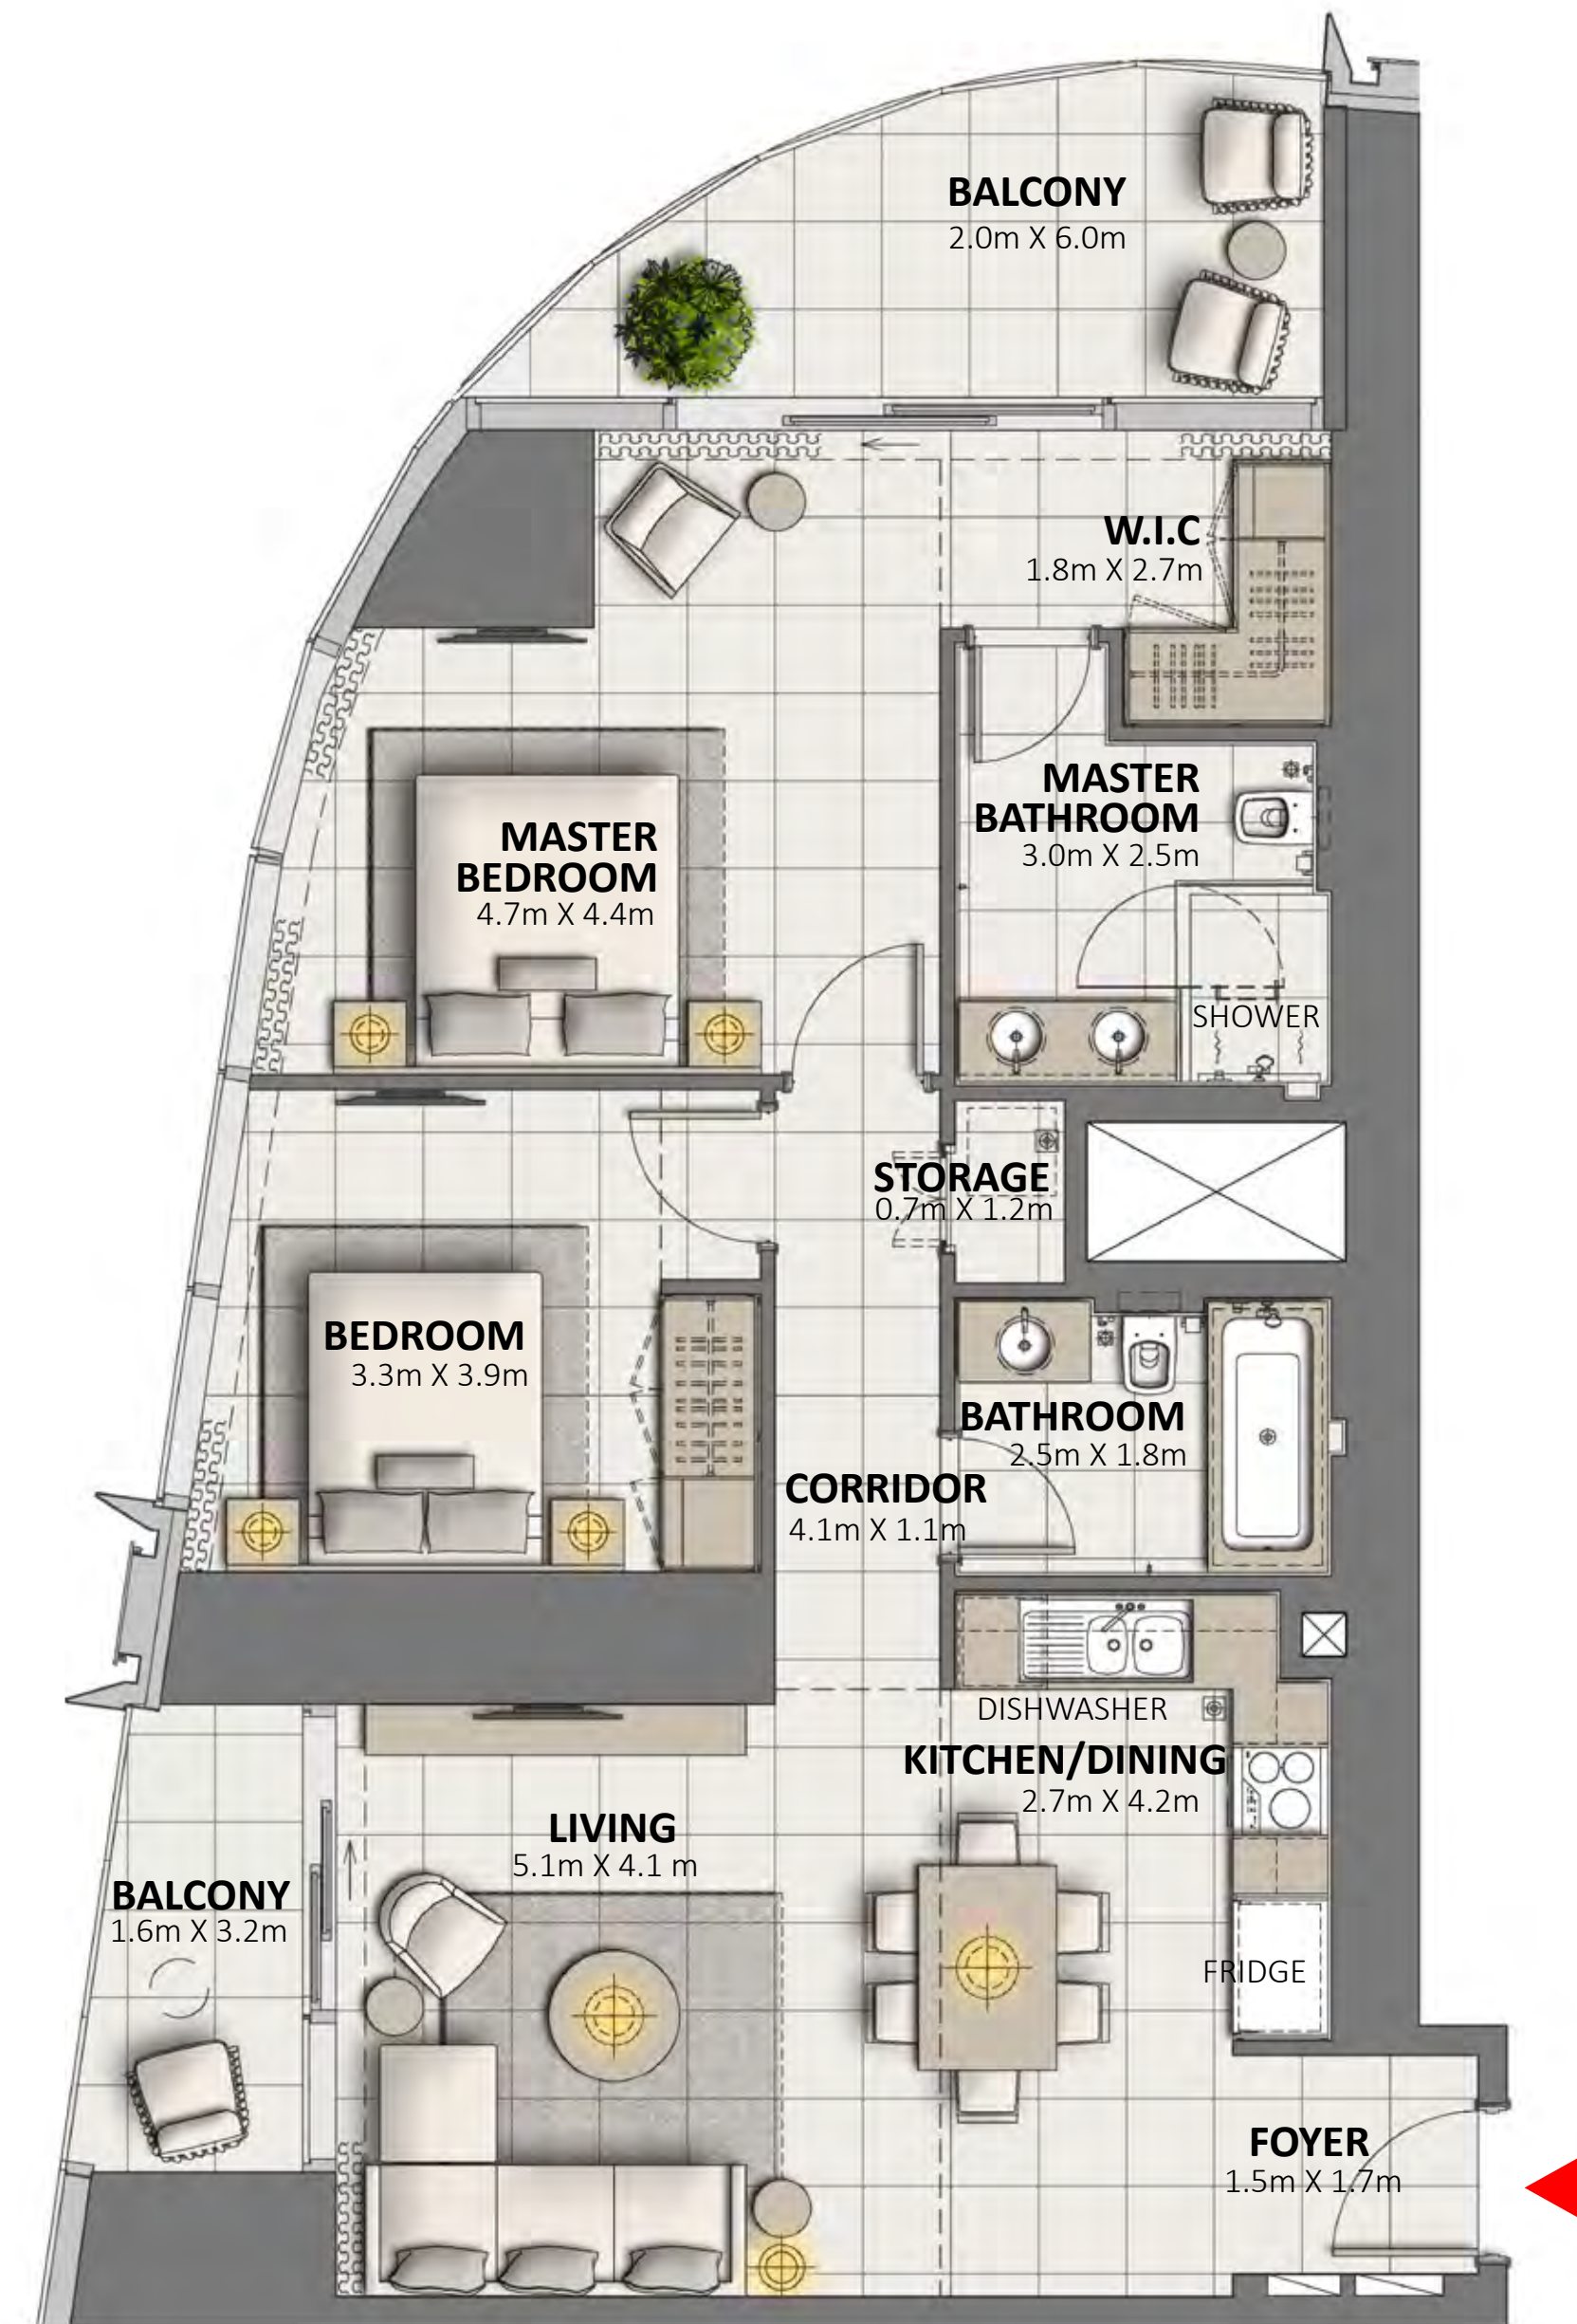 BALCONY
2.0m X 6.0m
W.I.C
1.8m X 2.7m
MASTER
BATHROOM
3.0m X 2.5m
MASTER
BEDROOM
4.7m X 4.4m
SHOWER
STORAGE
0.7m X 1.2m
BEDROOM
3.3m X 3.9m
BATHROOM
2.5m X 1.8m
CORRIDOR
4.1m X 1.1m
DISHWASHER
KITCHEN/DINING
2.7m X 4.2m
LIVING
5.1m X 4.1 m
BALCONY
1.6m X 3.2m
FRIDGE
FOYER
1.5m X 1.7m